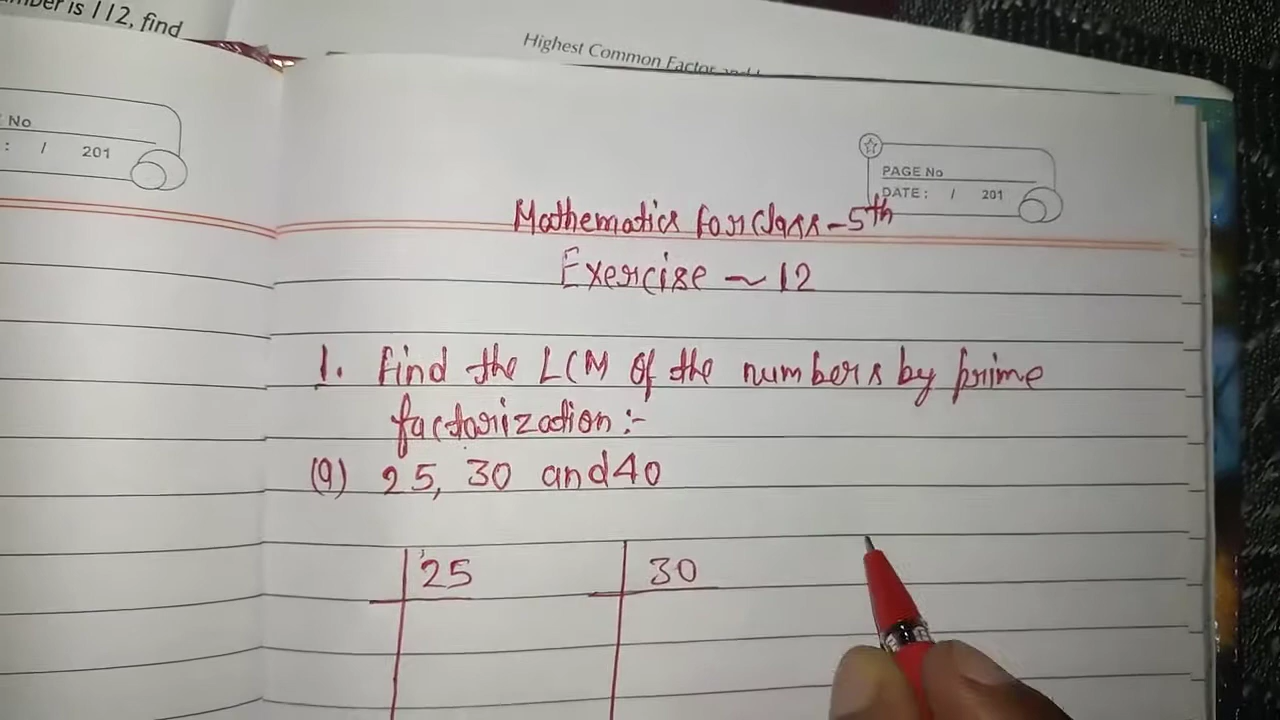 is 112, find
Highest Common Factor and
No
: / 201
PAGE No
DATE: / 201
Mathematics for class-5th
Exercise ~ 12
1. Find the LCM of the numbers by prime
factorization:-
(a) 25, 30 and 40
25 30